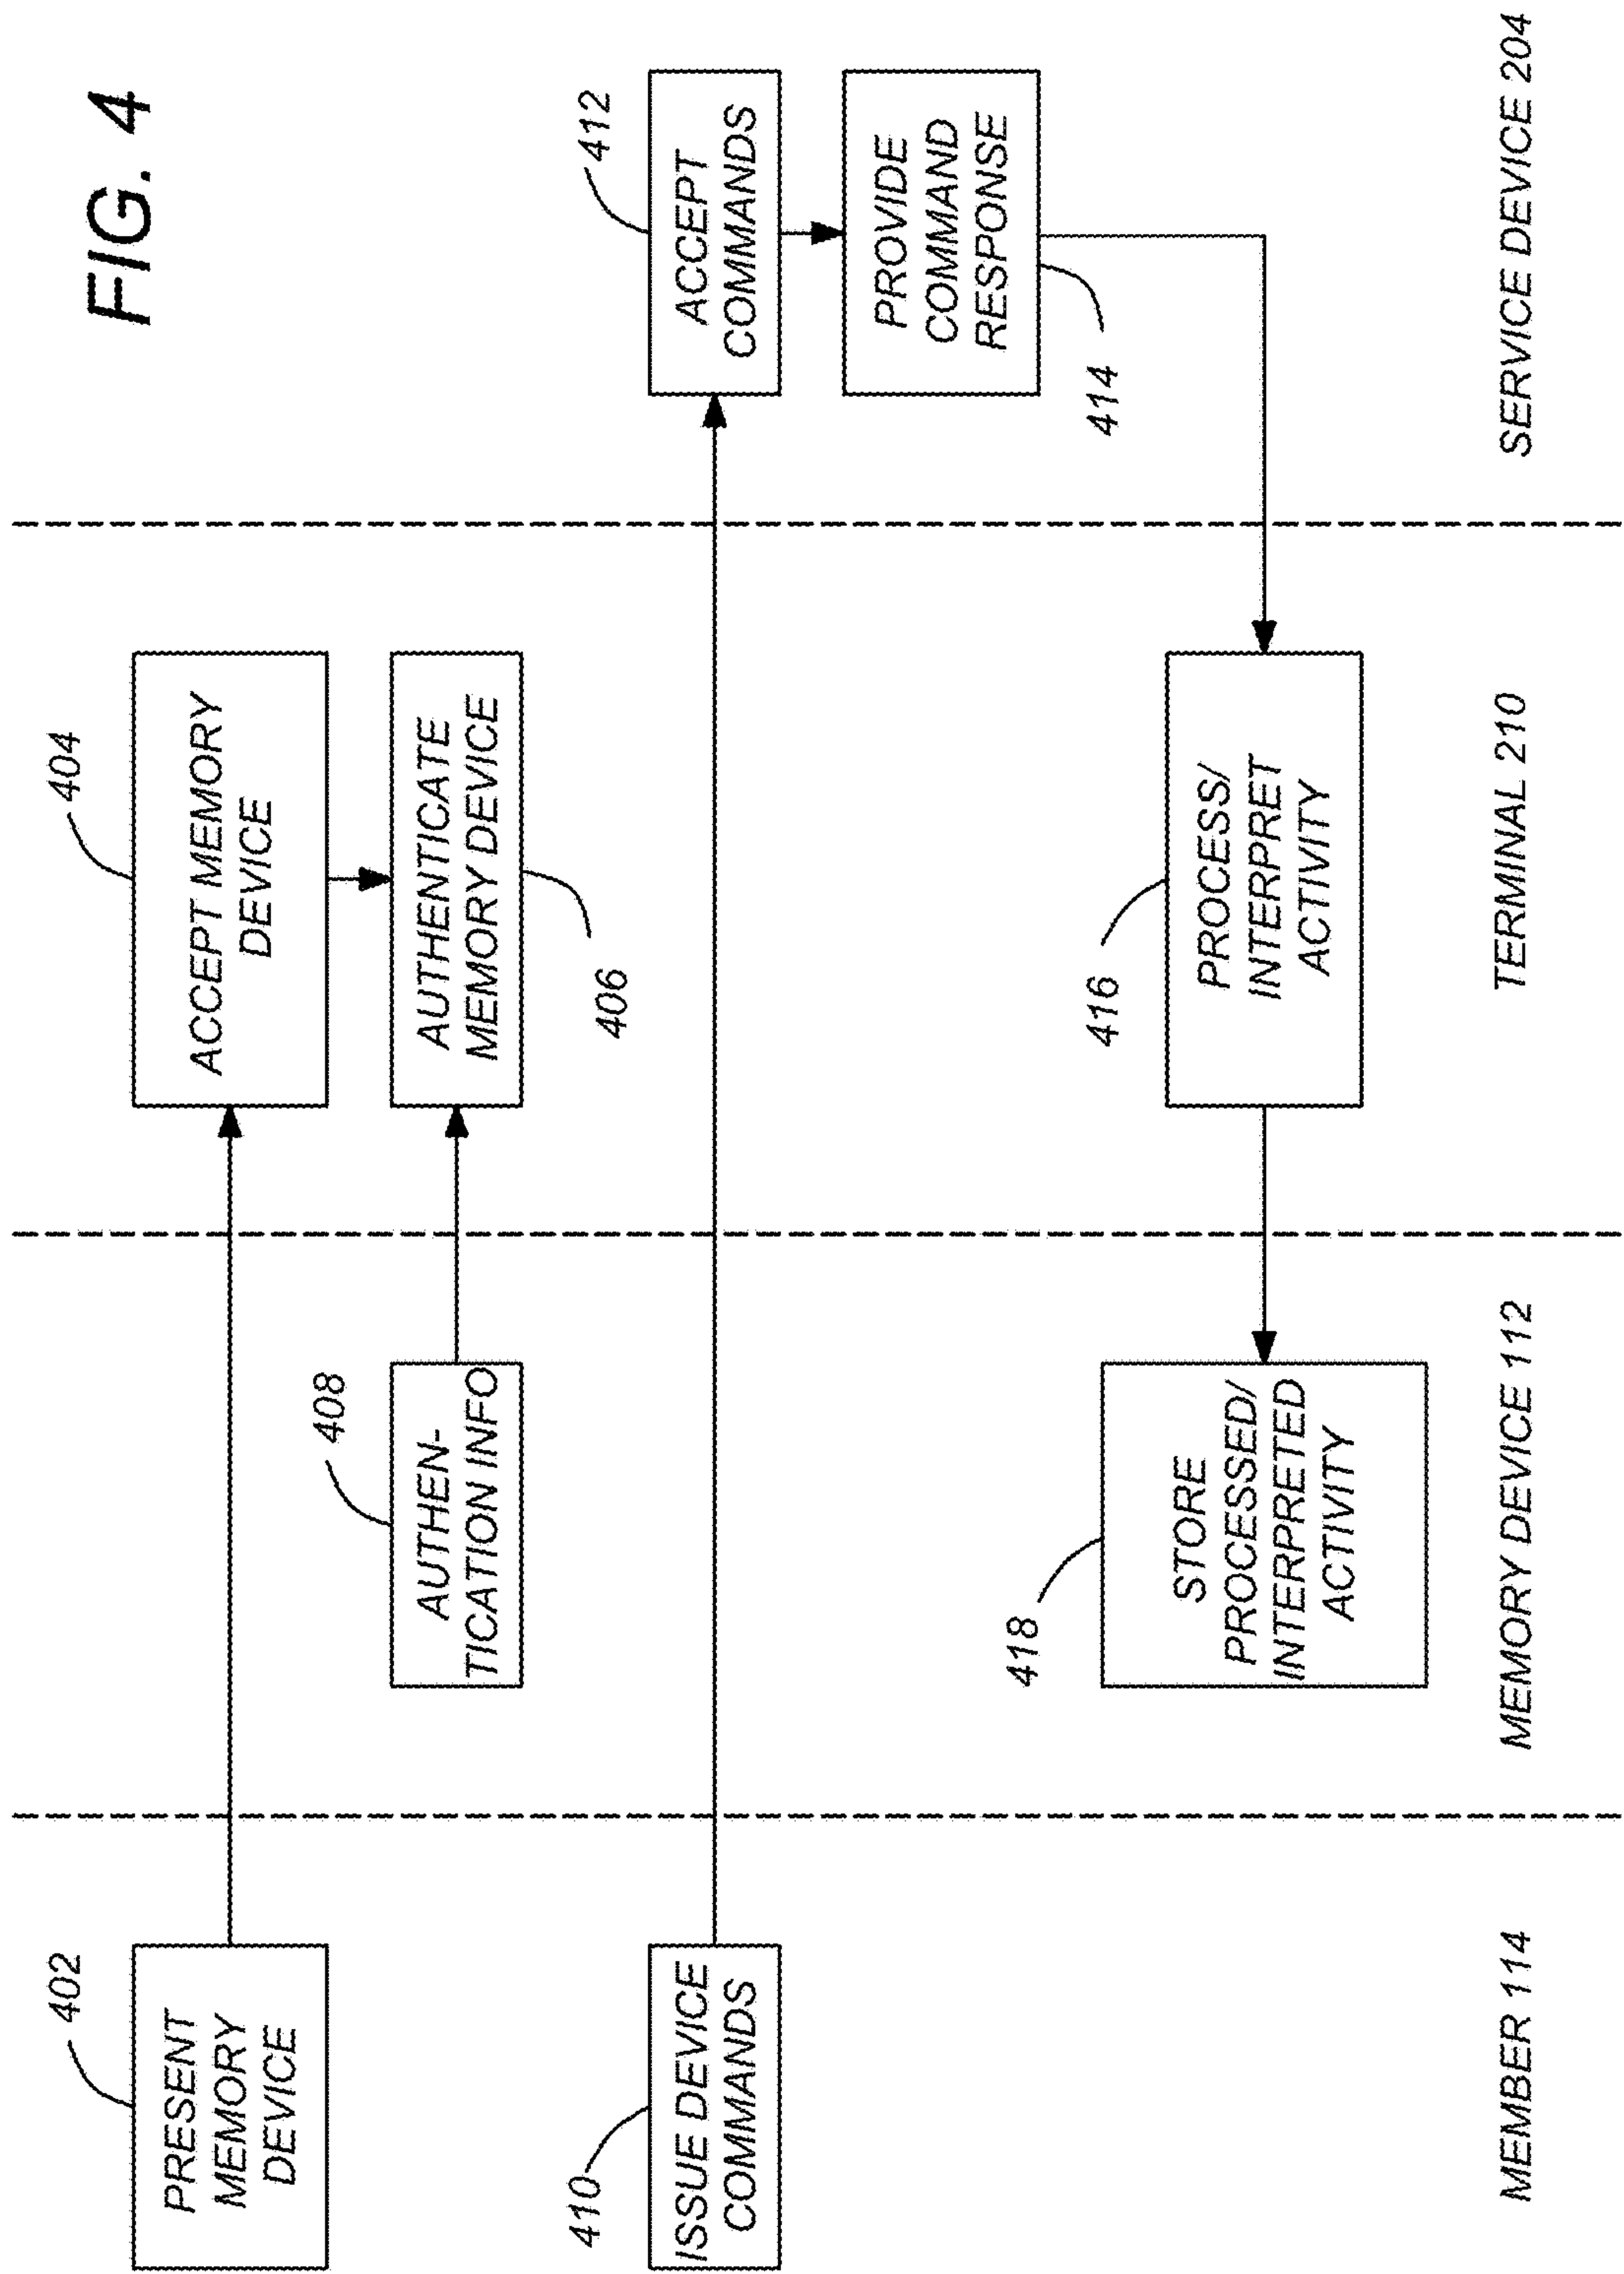 FIG. 4
402
PRESENT
MEMORY
DEVICE
404
ACCEPT MEMORY
DEVICE
408
AUTHEN-
TICATION INFO
AUTHENTICATE
MEMORY DEVICE
406
410
ISSUE DEVICE
COMMANDS
412
ACCEPT
COMMANDS
PROVIDE
COMMAND
RESPONSE
414
418
STORE
PROCESSED/
INTERPRETED
ACTIVITY
416
PROCESS/
INTERPRET
ACTIVITY
MEMBER 114
MEMORY DEVICE 112
TERMINAL 210
SERVICE DEVICE 204